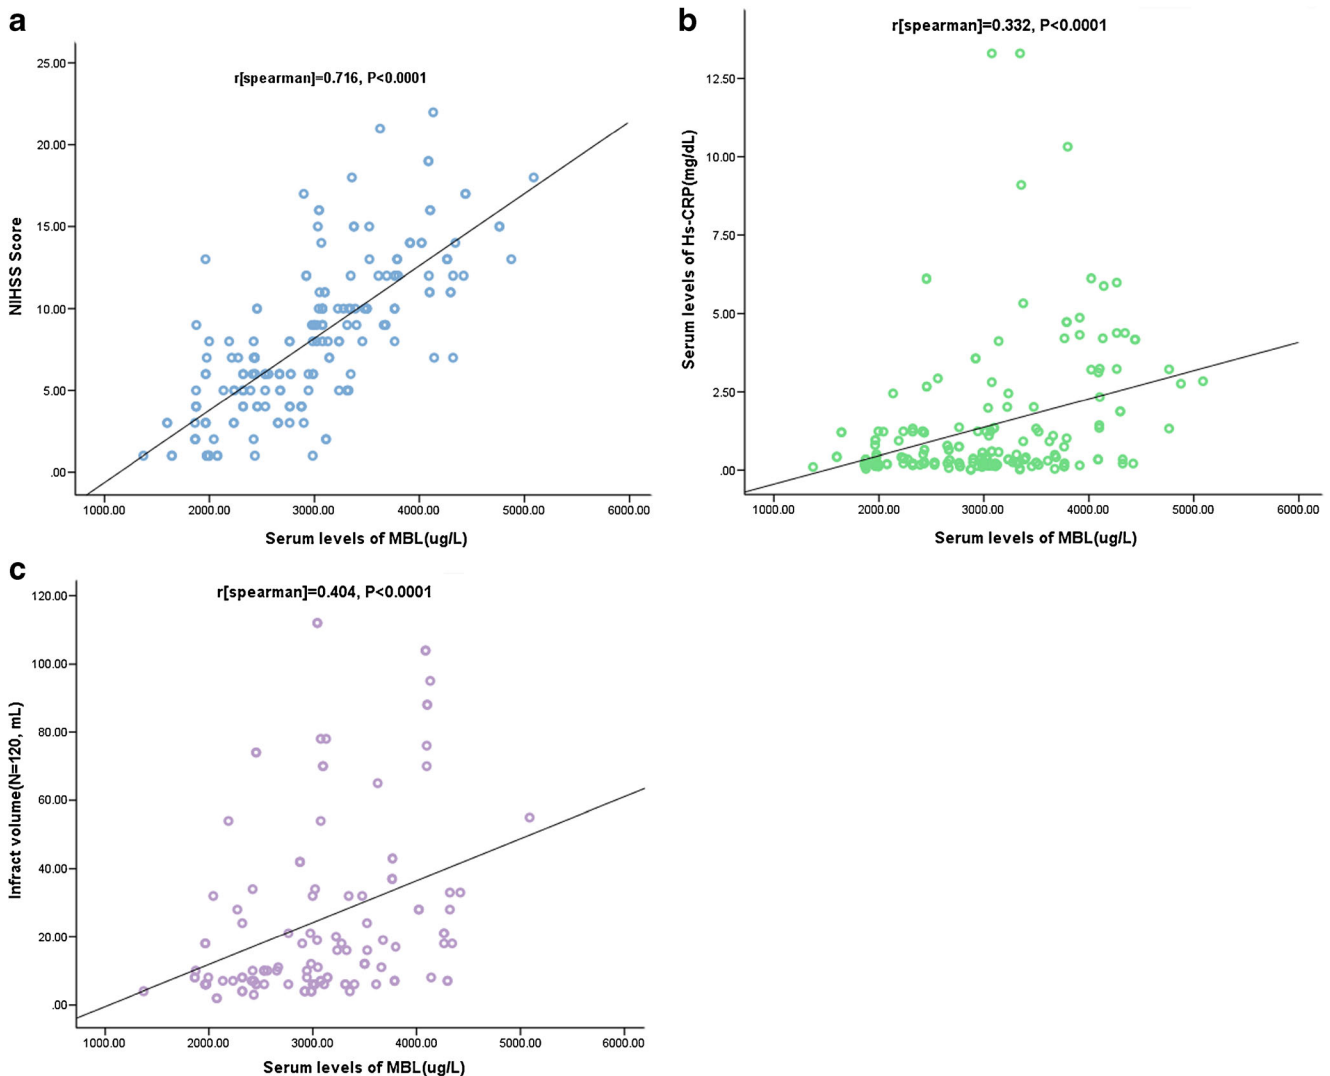 a
r[spearman]=0.716, P<0.0001
25.00
20.00
15.00
10.00
5.00
.00
NIHSS Score
1000.00 2000.00 3000.00 4000.00 5000.00 6000.00
Serum levels of MBL(ug/L)
b
r[spearman]=0.332, P<0.0001
12.50
10.00
7.50
5.00
2.50
.00
Serum levels of Hs-CRP(mg/dL)
1000.00 2000.00 3000.00 4000.00 5000.00 6000.00
Serum levels of MBL(ug/L)
c
r[spearman]=0.404, P<0.0001
120.00
100.00
80.00
60.00
40.00
20.00
.00
Infract volume(N=120, mL)
1000.00 2000.00 3000.00 4000.00 5000.00 6000.00
Serum levels of MBL(ug/L)